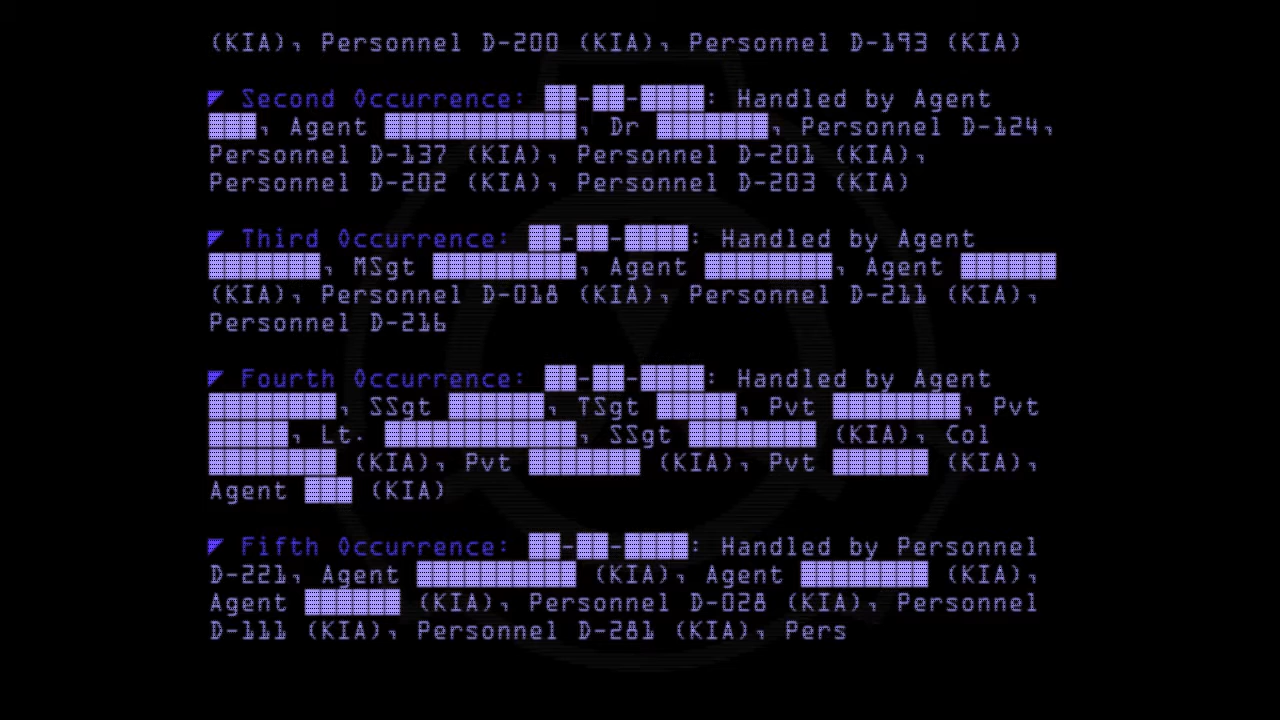 (KIA), Personnel D-200 (KIA), Personnel D-193 (KIA)
◤ Second Occurrence: ██-██-████: Handled by Agent
███, Agent ████████████, Dr ███████, Personnel D-124,
Personnel D-137 (KIA), Personnel D-201 (KIA),
Personnel D-202 (KIA), Personnel D-203 (KIA)
◤ Third Occurrence: ██-██-████: Handled by Agent
███████, MSgt █████████, Agent ████████, Agent ██████
(KIA), Personnel D-018 (KIA), Personnel D-211 (KIA),
Personnel D-216
◤ Fourth Occurrence: ██-██-████: Handled by Agent
████████, SSgt ██████, TSgt █████, Pvt ████████, Pvt
█████, Lt. ████████████, SSgt ████████ (KIA), Col
████████ (KIA), Pvt ███████ (KIA), Pvt ██████ (KIA),
Agent ███ (KIA)
◤ Fifth Occurrence: ██-██-████: Handled by Personnel
D-221, Agent ██████████ (KIA), Agent ████████ (KIA),
Agent ██████ (KIA), Personnel D-028 (KIA), Personnel
D-111 (KIA), Personnel D-281 (KIA), Pers